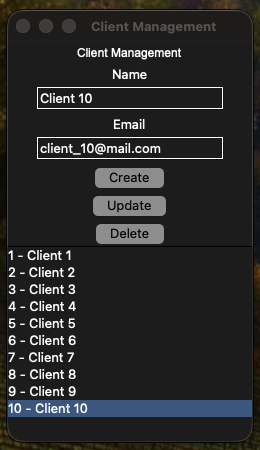 Client Management
Client Management
Name
Client 10
Email
client_10@mail.com
Create
Update
Delete
1 - Client 1
2 - Client 2
3 - Client 3
4 - Client 4
5 - Client 5
6 - Client 6
7 - Client 7
8 - Client 8
9 - Client 9
10 - Client 10